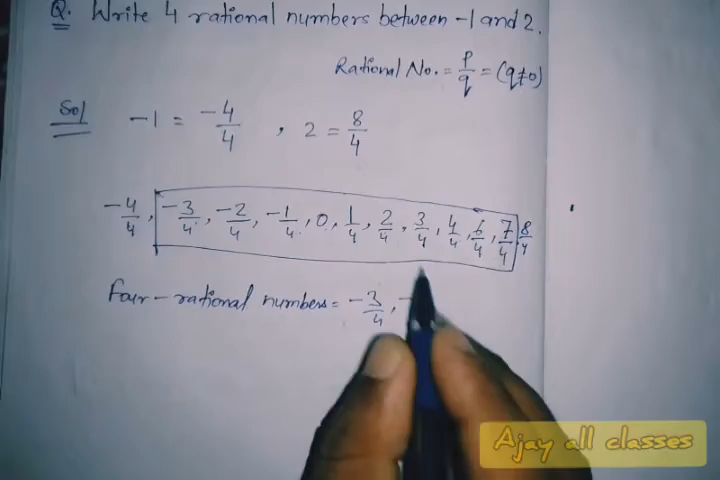 Q. Write 4 rational numbers between -1 and 2.
Rational No. = p/q = (q≠0)
Sol -1 = -4/4 , 2 = 8/4
-4/4, -3/4, -2/4, -1/4, 0, 1/4, 2/4, 3/4, 4/4, 6/4, 7/4, 8/4
Four - rational numbers = -3/4, -
Ajay all classes